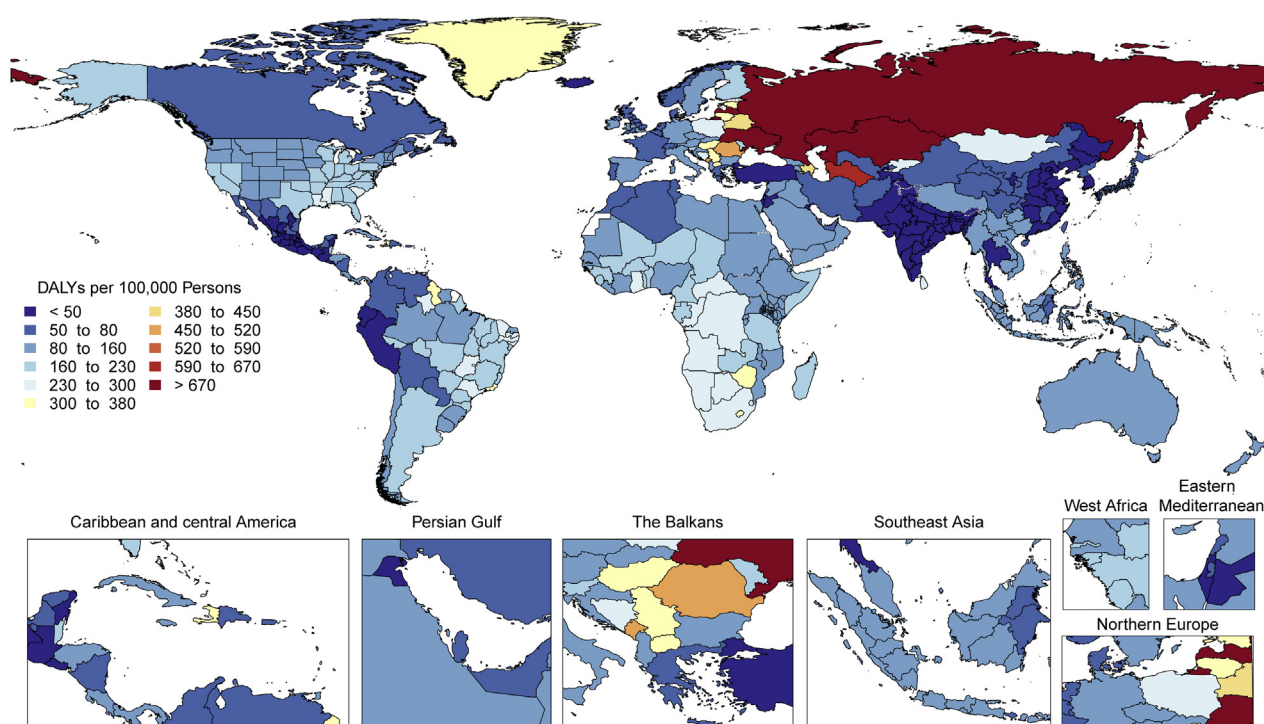 DALYs per 100,000 Persons
< 50
50 to 80
80 to 160
160 to 230
230 to 300
300 to 380
380 to 450
450 to 520
520 to 590
590 to 670
> 670
Caribbean and central America
Persian Gulf
The Balkans
Southeast Asia
West Africa
Eastern
Mediterranean
Northern Europe